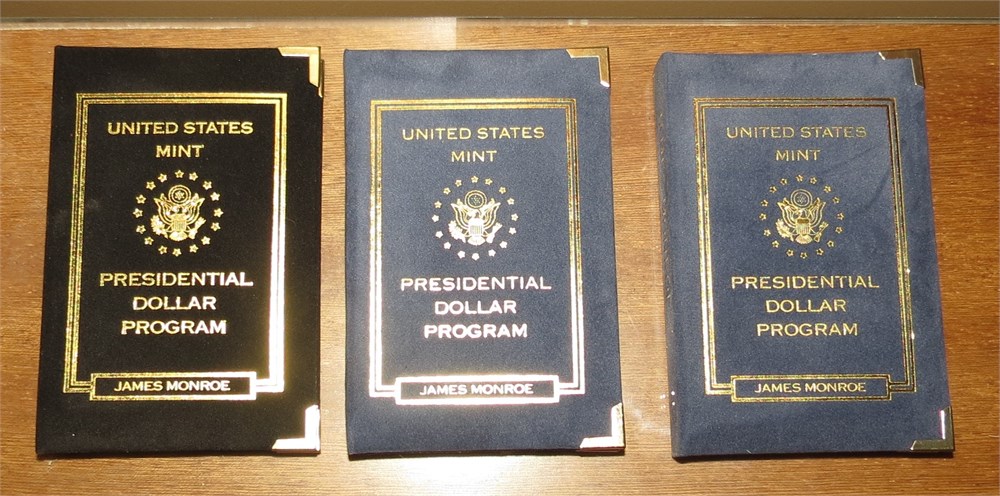 UNITED STATES
MINT
PRESIDENTIAL
DOLLAR
PROGRAM
JAMES MONROE
UNITED STATES
MINT
PRESIDENTIAL
DOLLAR
PROGRAM
JAMES MONROE
UNITED STATES
MINT
PRESIDENTIAL
DOLLAR
PROGRAM
JAMES MONROE